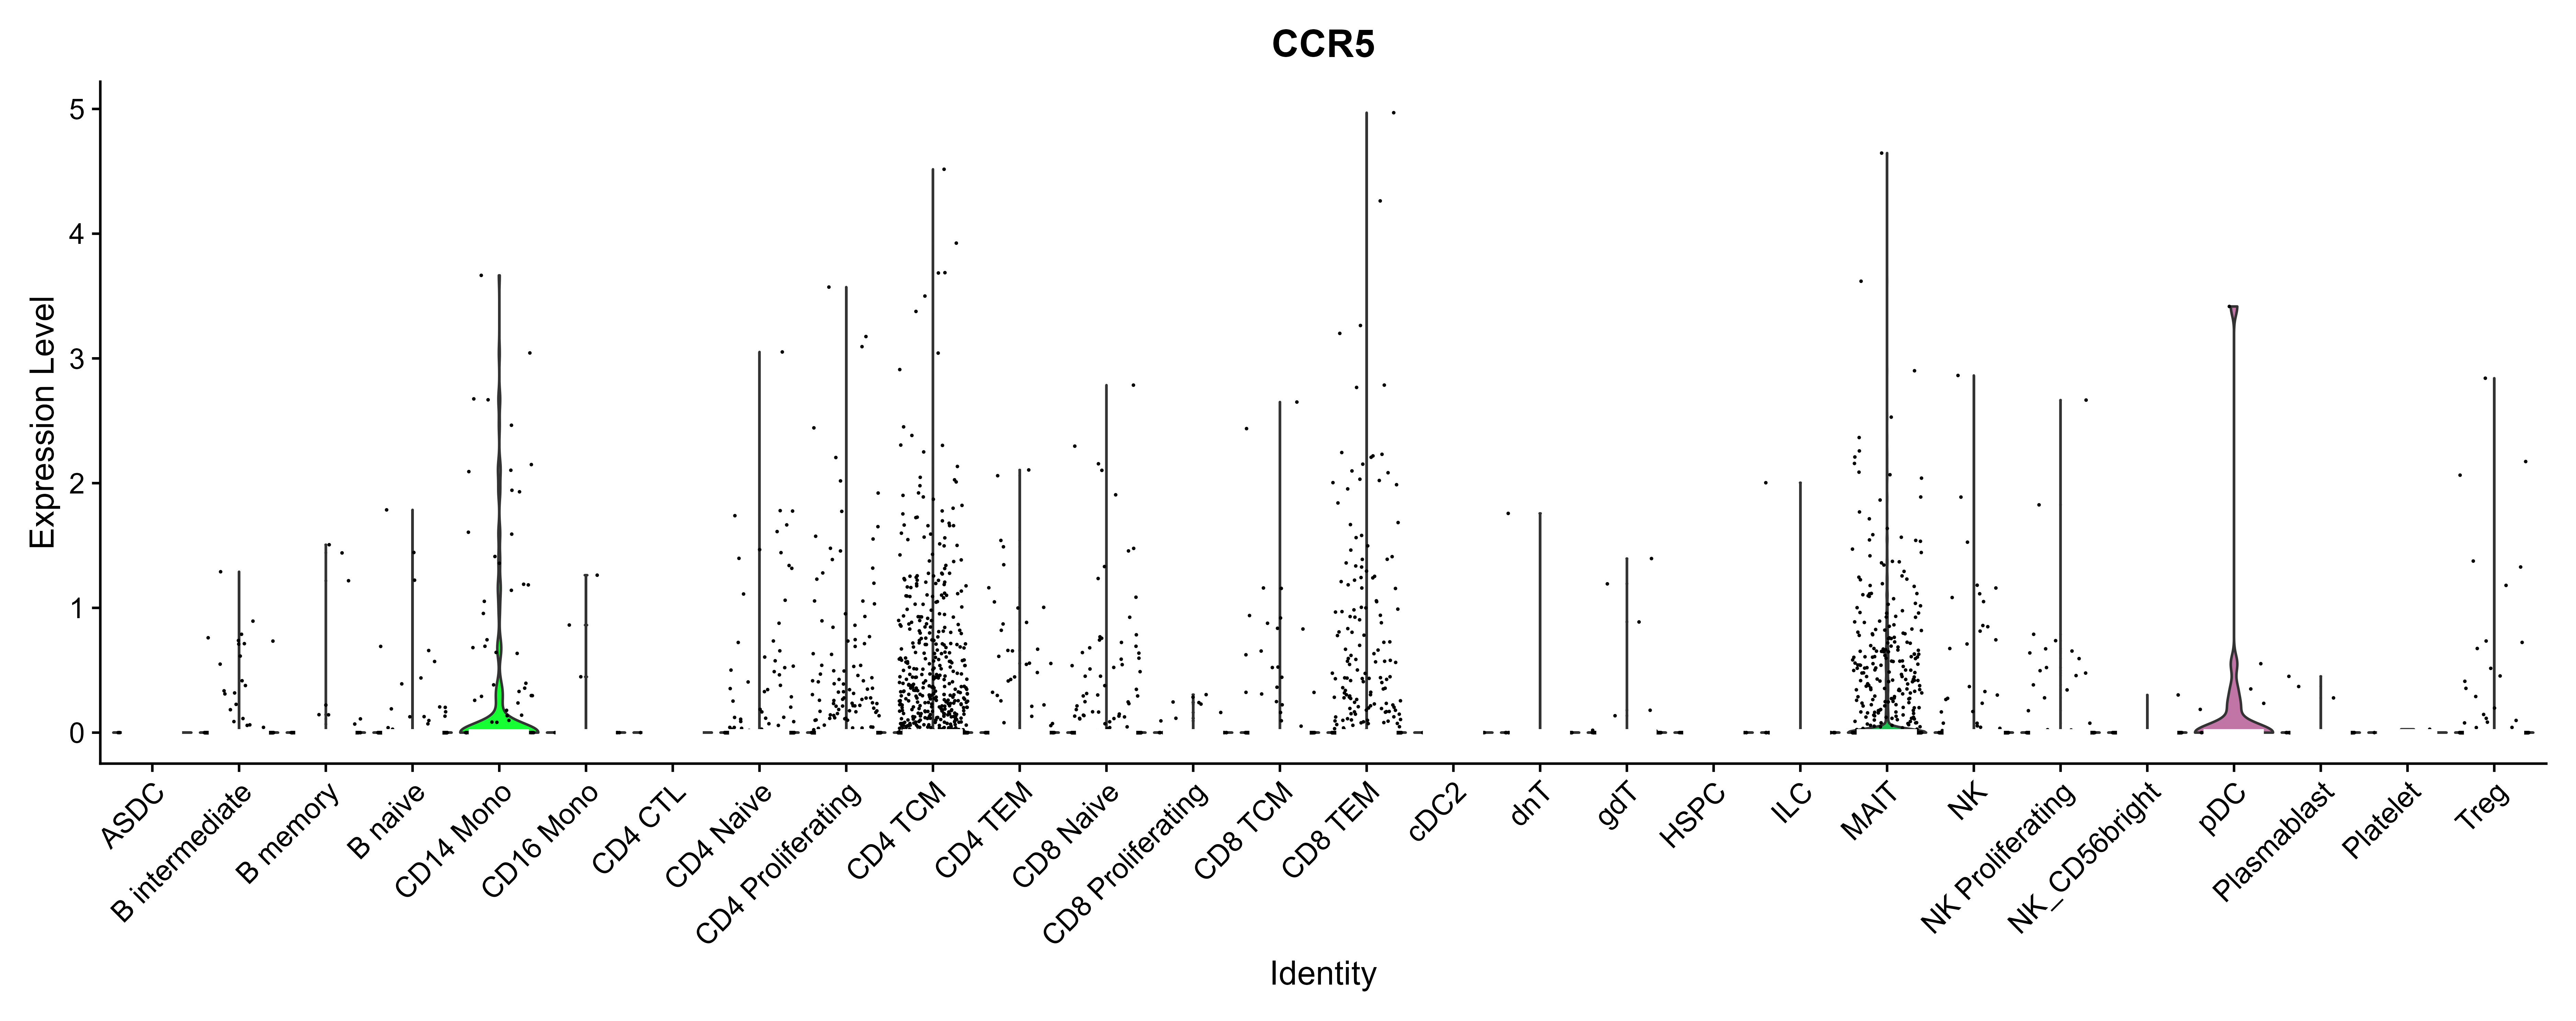 CCR5
Expression Level
5
4
3
2
1
0
ASDC
B intermediate
B memory
B naive
CD14 Mono
CD16 Mono
CD4 CTL
CD4 Naive
CD4 Proliferating
CD4 TCM
CD4 TEM
CD8 Naive
CD8 Proliferating
CD8 TCM
CD8 TEM
cDC2
dnT
gdT
HSPC
ILC
MAIT
NK
NK Proliferating
NK_CD56bright
pDC
Plasmablast
Platelet
Treg
Identity